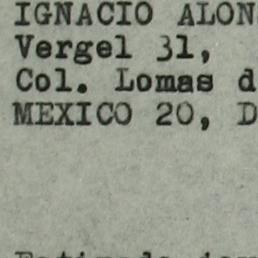 IGNACIO ALON
Vergel 31,
Col. Lomas d
MEXICO 20, D